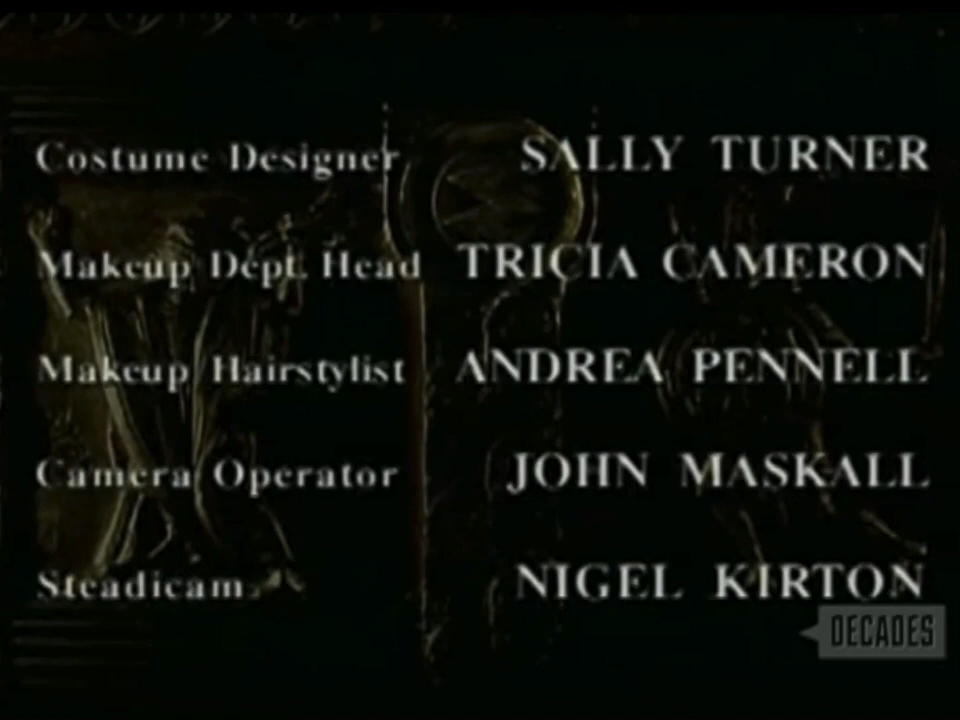 Costume Designer SALLY TURNER
Makeup Dept. Head TRICIA CAMERON
Makeup/Hairstylist ANDREA PENNELL
Camera Operator JOHN MASKALL
Steadicam NIGEL KIRTON
DECADES